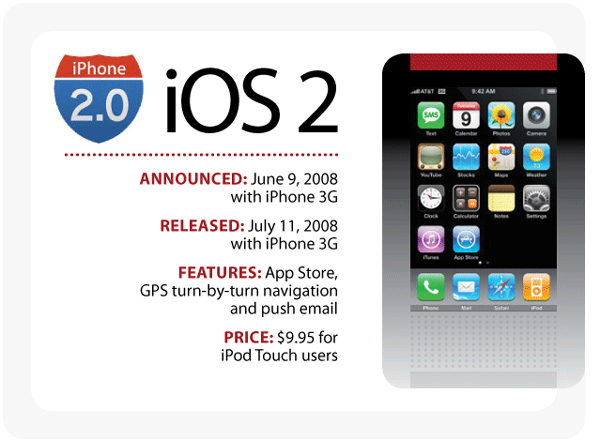 iPhone
2.0
iOS 2
ANNOUNCED: June 9, 2008
with iPhone 3G
RELEASED: July 11, 2008
with iPhone 3G
FEATURES: App Store,
GPS turn-by-turn navigation
and push email
PRICE: $9.95 for
iPod Touch users
AT&T 9:42 AM
SMS Tuesday 9
Text Calendar Photos Camera
YouTube Stocks Maps Weather
Clock Calculator Notes Settings
iTunes App Store
Phone Mail Safari iPod